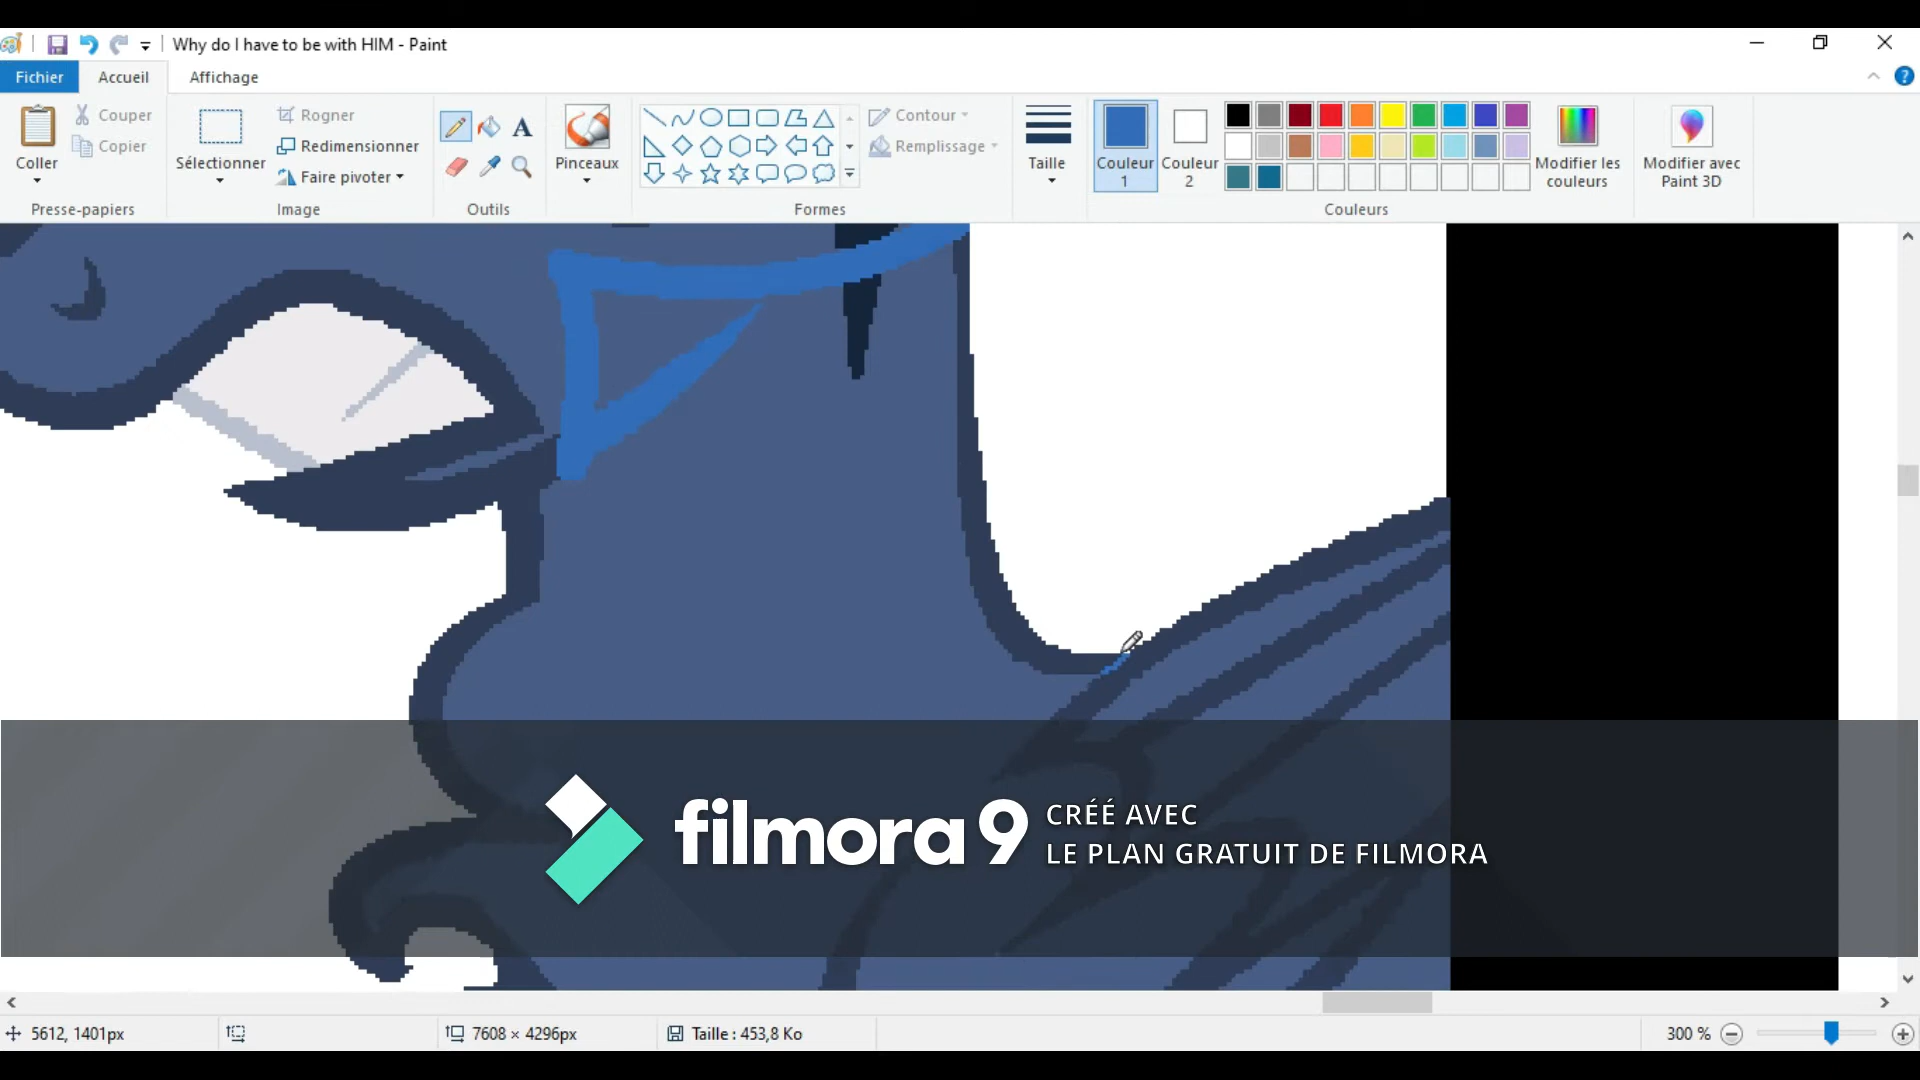 Why do I have to be with HIM - Paint
Fichier
Accueil
Affichage
Coller
Couper
Copier
Presse-papiers
Sélectionner
Rogner
Redimensionner
Faire pivoter
Image
A
Outils
Pinceaux
Contour
Remplissage
Formes
Taille
Couleur
1
Couleur
2
Modifier les
couleurs
Couleurs
Modifier avec
Paint 3D
?
filmora 9
CRÉÉ AVEC
LE PLAN GRATUIT DE FILMORA
5612, 1401px
7608 × 4296px
Taille : 453,8 Ko
300 %